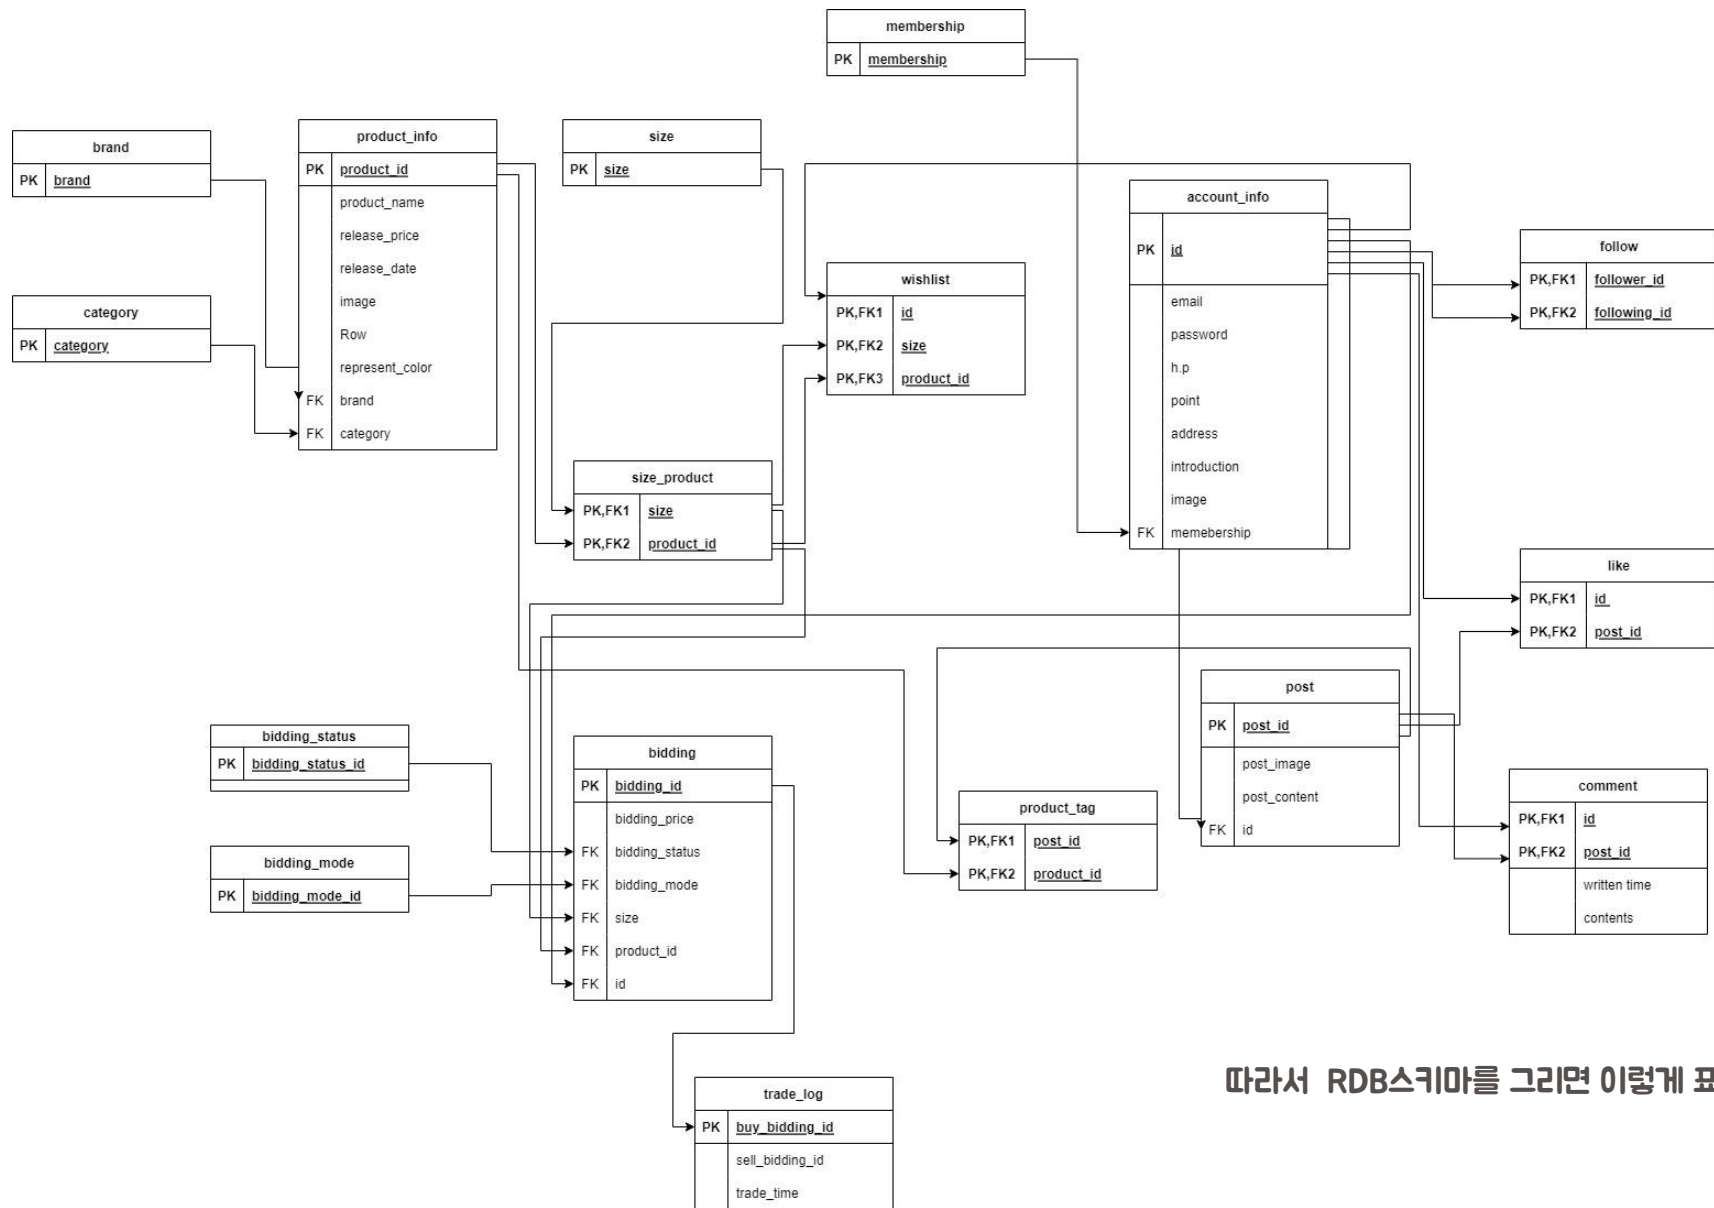 membership
PK membership
brand
PK brand
product_info
PK product_id
product_name
release_price
release_date
image
Row
represent_color
FK brand
FK category
size
PK size
category
PK category
wishlist
PK,FK1 id
PK,FK2 size
PK,FK3 product_id
account_info
PK id
email
password
h.p
point
address
introduction
image
FK memebership
follow
PK,FK1 follower_id
PK,FK2 following_id
size_product
PK,FK1 size
PK,FK2 product_id
like
PK,FK1 id
PK,FK2 post_id
post
PK post_id
post_image
post_content
FK id
bidding_status
PK bidding_status_id
bidding_mode
PK bidding_mode_id
bidding
PK bidding_id
bidding_price
FK bidding_status
FK bidding_mode
FK size
FK product_id
FK id
product_tag
PK,FK1 post_id
PK,FK2 product_id
comment
PK,FK1 id
PK,FK2 post_id
written time
contents
trade_log
PK buy_bidding_id
sell_bidding_id
trade_time
따라서 RDB스키마를 그리면 이렇게 표